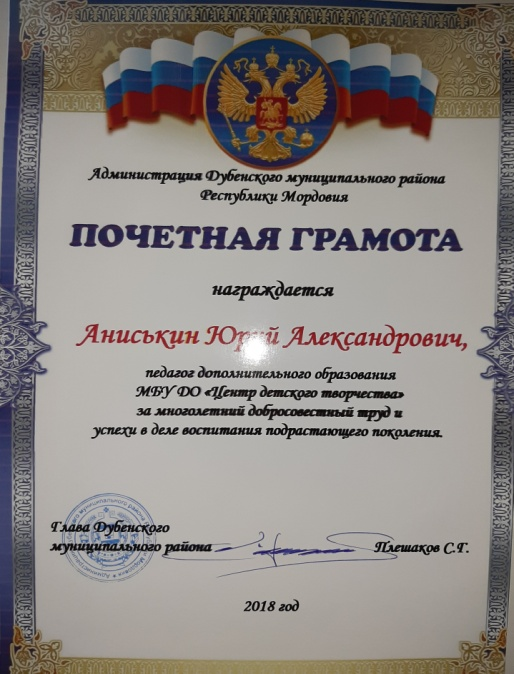 Администрация Дубенского муниципального района
Республики Мордовия
ПОЧЕТНАЯ ГРАМОТА
награждается
Аниськин Юрий Александрович,
педагог дополнительного образования
МБУ ДО «Центр детского творчества»
за многолетний добросовестный труд и
успехи в деле воспитания подрастающего поколения.
Глава Дубенского
муниципального района Плешаков С.Г.
2018 год